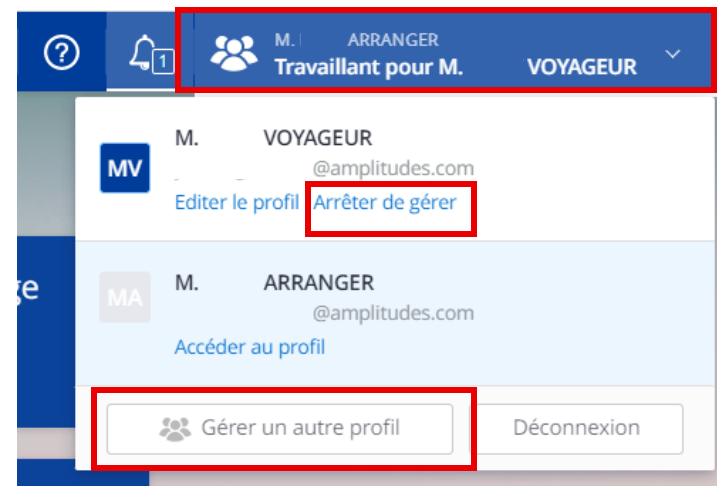 ?
1
M. ARRANGER
Travaillant pour M. VOYAGEUR
MV
M. VOYAGEUR
@amplitudes.com
Editer le profil Arrêter de gérer
ge
MA
M. ARRANGER
@amplitudes.com
Accéder au profil
Gérer un autre profil
Déconnexion